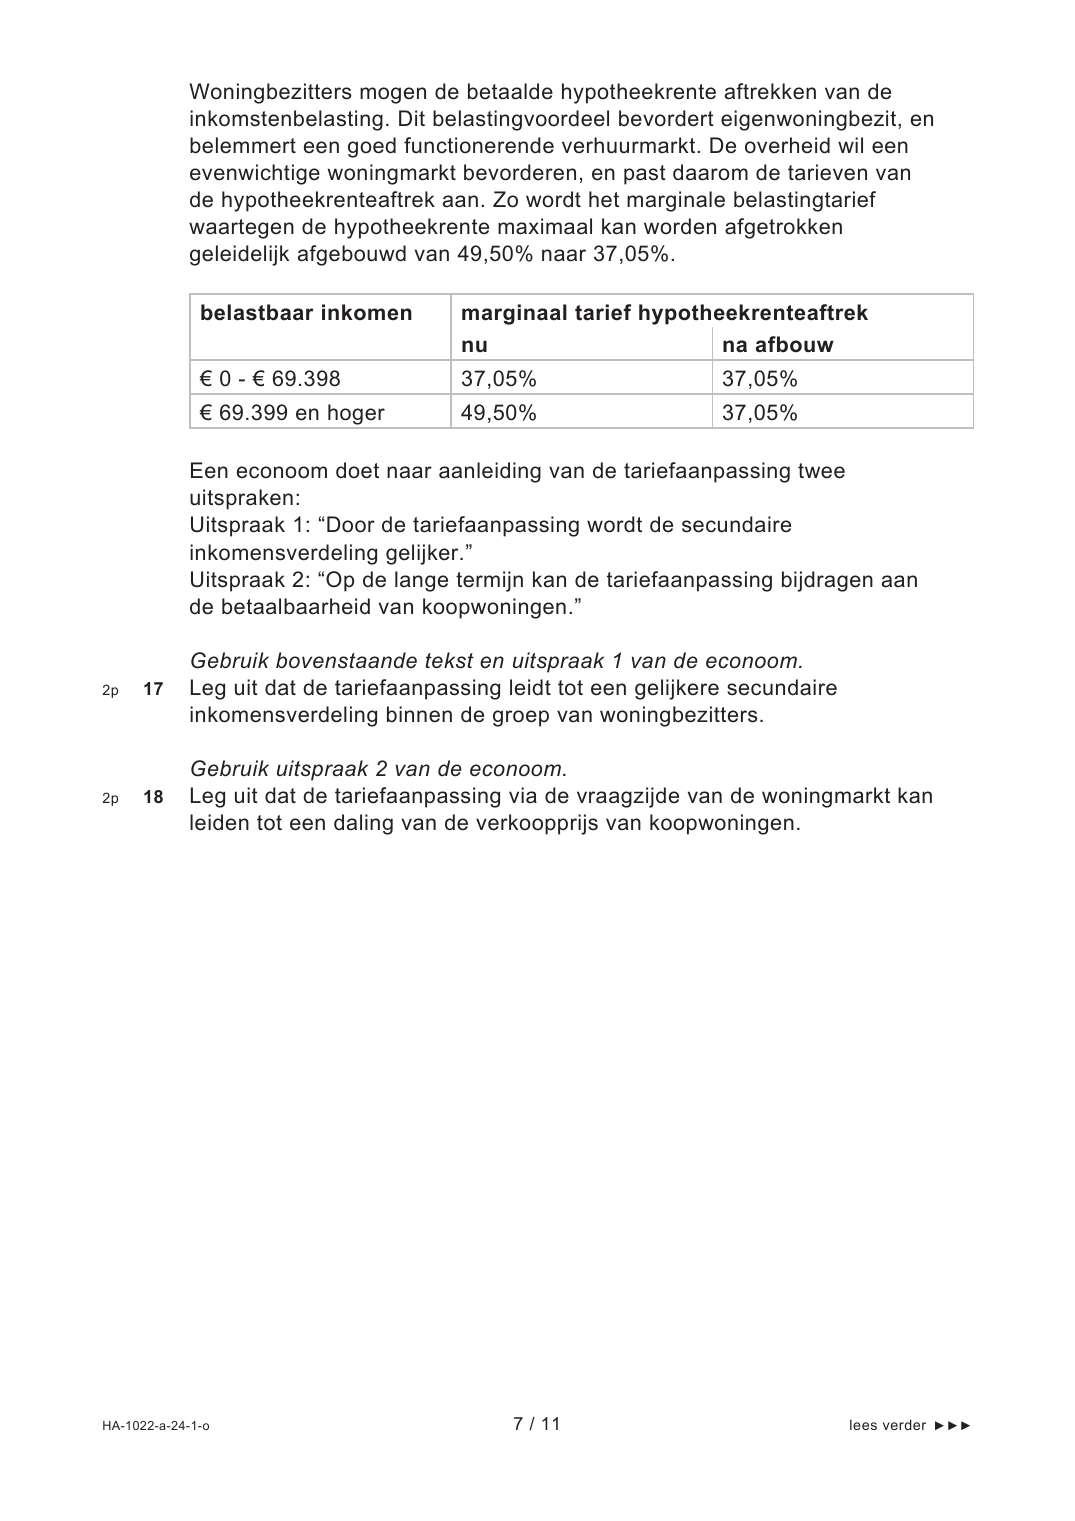 Woningbezitters mogen de betaalde hypotheekrente aftrekken van de
inkomstenbelasting. Dit belastingvoordeel bevordert eigenwoningbezit, en
belemmert een goed functionerende verhuurmarkt. De overheid wil een
evenwichtige woningmarkt bevorderen, en past daarom de tarieven van
de hypotheekrenteaftrek aan. Zo wordt het marginale belastingtarief
waartegen de hypotheekrente maximaal kan worden afgetrokken
geleidelijk afgebouwd van 49,50% naar 37,05%.
belastbaar inkomen marginaal tarief hypotheekrenteaftrek
nu na afbouw
€ 0 - € 69.398 37,05% 37,05%
€ 69.399 en hoger 49,50% 37,05%
Een econoom doet naar aanleiding van de tariefaanpassing twee
uitspraken:
Uitspraak 1: “Door de tariefaanpassing wordt de secundaire
inkomensverdeling gelijker.”
Uitspraak 2: “Op de lange termijn kan de tariefaanpassing bijdragen aan
de betaalbaarheid van koopwoningen.”
Gebruik bovenstaande tekst en uitspraak 1 van de econoom.
2p 17 Leg uit dat de tariefaanpassing leidt tot een gelijkere secundaire
inkomensverdeling binnen de groep van woningbezitters.
Gebruik uitspraak 2 van de econoom.
2p 18 Leg uit dat de tariefaanpassing via de vraagzijde van de woningmarkt kan
leiden tot een daling van de verkoopprijs van koopwoningen.
HA-1022-a-24-1-o 7 / 11 lees verder ►►►